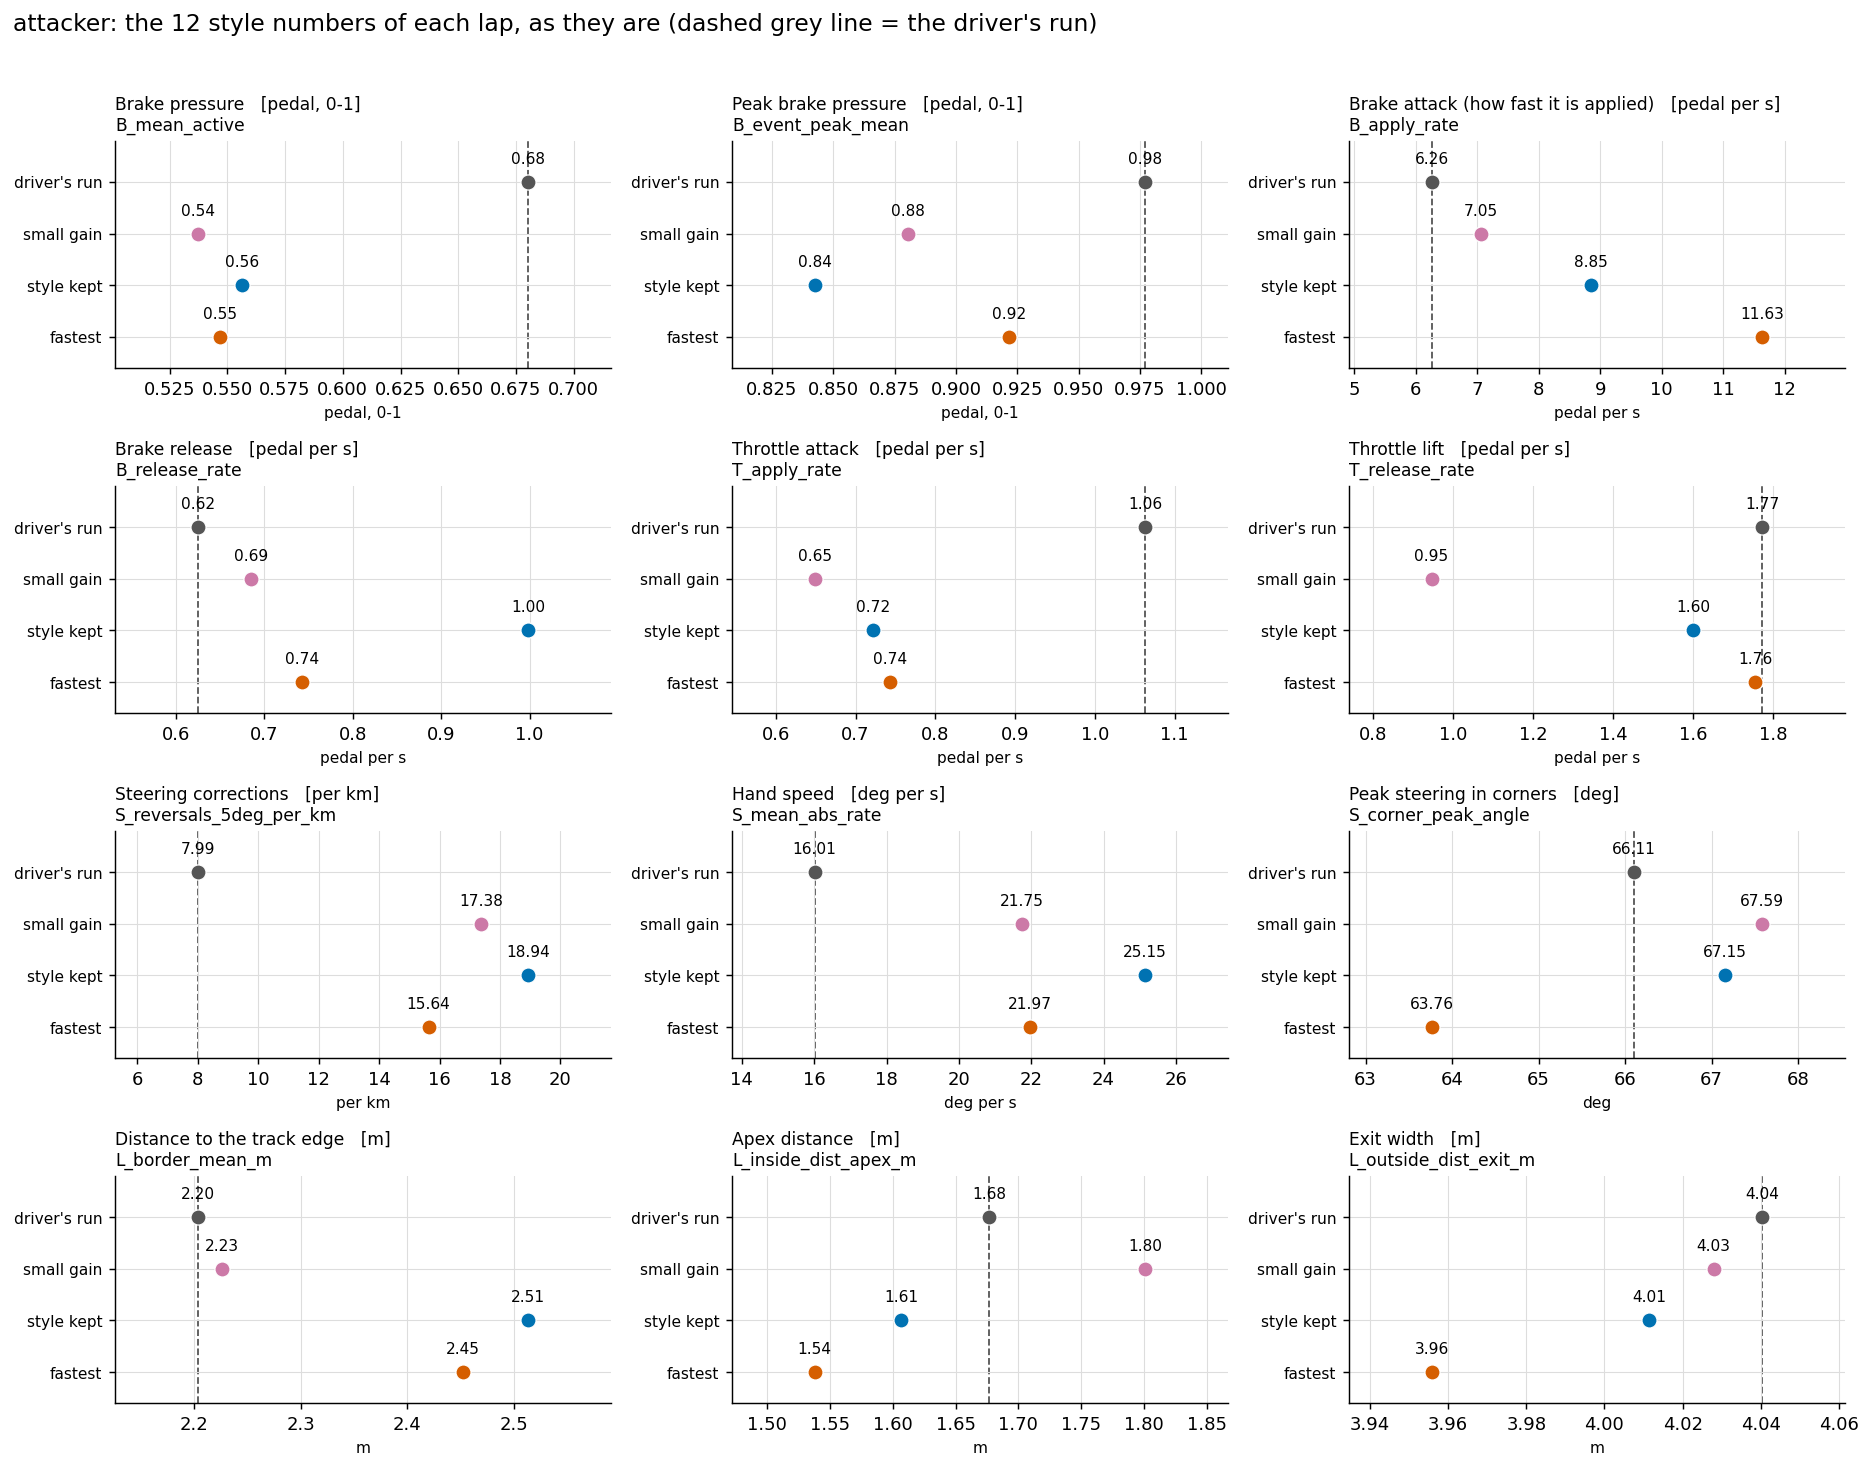 attacker: the 12 style numbers of each lap, as they are (dashed grey line = the driver's run)
Brake pressure   [pedal, 0-1]
B_mean_active
driver's run
small gain
style kept
fastest
0.68
0.54
0.56
0.55
0.525 0.550 0.575 0.600 0.625 0.650 0.675 0.700
pedal, 0-1
Peak brake pressure   [pedal, 0-1]
B_event_peak_mean
driver's run
small gain
style kept
fastest
0.98
0.88
0.84
0.92
0.825 0.850 0.875 0.900 0.925 0.950 0.975 1.000
pedal, 0-1
Brake attack (how fast it is applied)   [pedal per s]
B_apply_rate
driver's run
small gain
style kept
fastest
6.26
7.05
8.85
11.63
5 6 7 8 9 10 11 12
pedal per s
Brake release   [pedal per s]
B_release_rate
driver's run
small gain
style kept
fastest
0.62
0.69
1.00
0.74
0.6 0.7 0.8 0.9 1.0
pedal per s
Throttle attack   [pedal per s]
T_apply_rate
driver's run
small gain
style kept
fastest
1.06
0.65
0.72
0.74
0.6 0.7 0.8 0.9 1.0 1.1
pedal per s
Throttle lift   [pedal per s]
T_release_rate
driver's run
small gain
style kept
fastest
1.77
0.95
1.60
1.76
0.8 1.0 1.2 1.4 1.6 1.8
pedal per s
Steering corrections   [per km]
S_reversals_5deg_per_km
driver's run
small gain
style kept
fastest
7.99
17.38
18.94
15.64
6 8 10 12 14 16 18 20
per km
Hand speed   [deg per s]
S_mean_abs_rate
driver's run
small gain
style kept
fastest
16.01
21.75
25.15
21.97
14 16 18 20 22 24 26
deg per s
Peak steering in corners   [deg]
S_corner_peak_angle
driver's run
small gain
style kept
fastest
66.11
67.59
67.15
63.76
63 64 65 66 67 68
deg
Distance to the track edge   [m]
L_border_mean_m
driver's run
small gain
style kept
fastest
2.20
2.23
2.51
2.45
2.2 2.3 2.4 2.5
m
Apex distance   [m]
L_inside_dist_apex_m
driver's run
small gain
style kept
fastest
1.68
1.80
1.61
1.54
1.50 1.55 1.60 1.65 1.70 1.75 1.80 1.85
m
Exit width   [m]
L_outside_dist_exit_m
driver's run
small gain
style kept
fastest
4.04
4.03
4.01
3.96
3.94 3.96 3.98 4.00 4.02 4.04 4.06
m